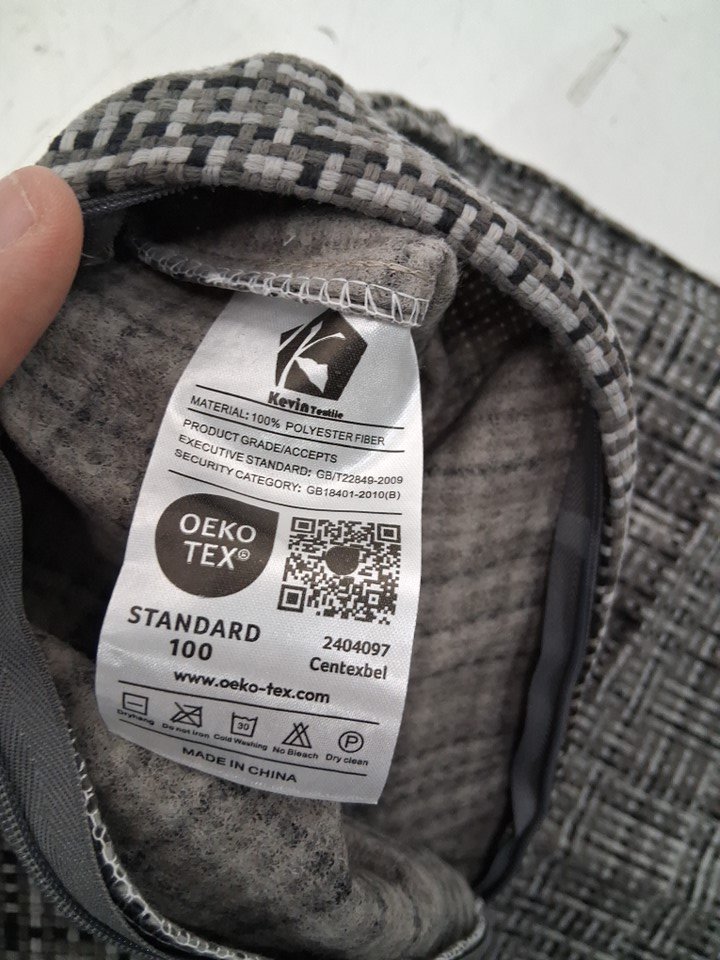 Kevin Textile
MATERIAL: 100% POLYESTER FIBER
PRODUCT GRADE/ACCEPTS
EXECUTIVE STANDARD: GB/T22849-2009
SECURITY CATEGORY: GB18401-2010(B)
OEKO
TEX®
STANDARD
100
2404097
Centexbel
www.oeko-tex.com
30
P
Drying Do not Iron Cold Washing No Bleach Dry clean
MADE IN CHINA